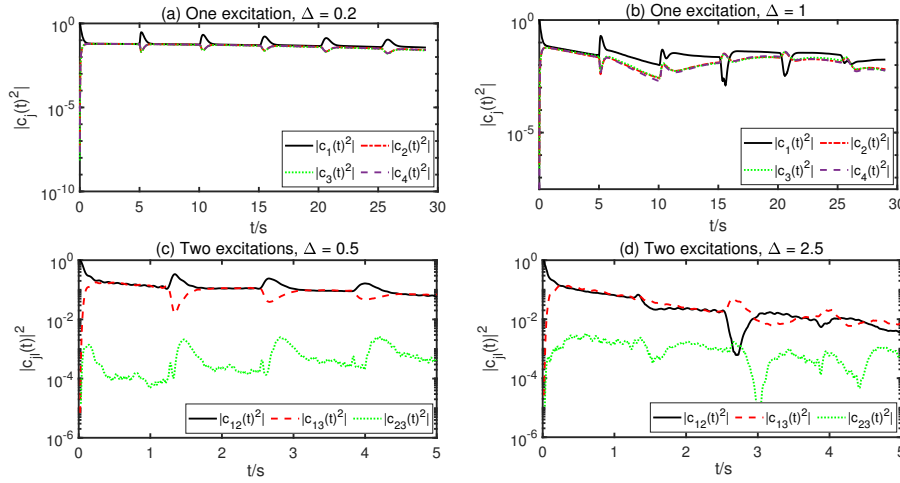 (a) One excitation, Δ = 0.2
|c_j(t)^2|
10^0
10^-5
10^-10
|c_1(t)^2| |c_2(t)^2|
|c_3(t)^2| |c_4(t)^2|
0 5 10 15 20 25 30
t/s
(b) One excitation, Δ = 1
|c_j(t)^2|
10^0
10^-5
|c_1(t)^2| |c_2(t)^2|
|c_3(t)^2| |c_4(t)^2|
0 5 10 15 20 25 30
t/s
(c) Two excitations, Δ = 0.5
|c_jl(t)|^2
10^0
10^-2
10^-4
10^-6
|c_12(t)^2| |c_13(t)^2| |c_23(t)^2|
0 1 2 3 4 5
t/s
(d) Two excitations, Δ = 2.5
|c_jl(t)|^2
10^0
10^-2
10^-4
10^-6
|c_12(t)^2| |c_13(t)^2| |c_23(t)^2|
0 1 2 3 4 5
t/s